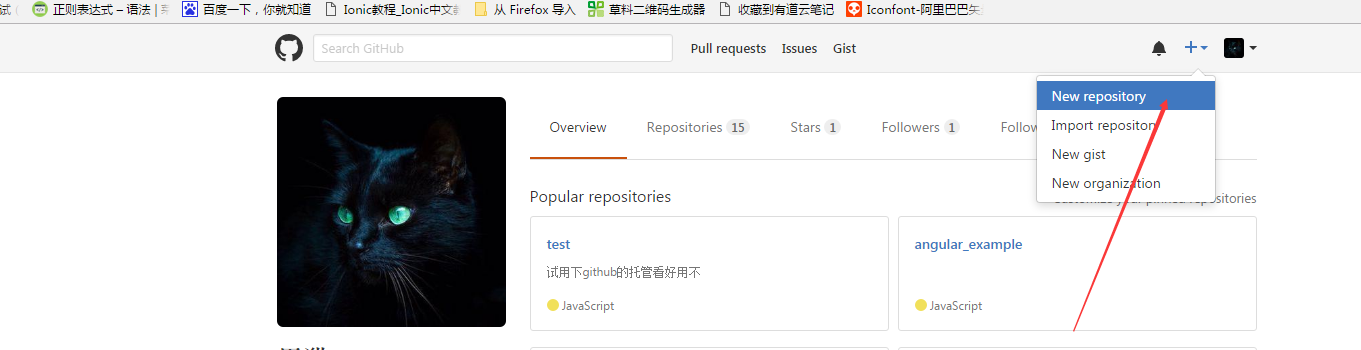 试
正则表达式 – 语法 | 百度一下，你就知道 Ionic教程_Ionic中文 从 Firefox 导入 草料二维码生成器 收藏到有道云笔记 Iconfont-阿里巴巴矢
Search GitHub Pull requests Issues Gist
New repository
Import repository
New gist
New organization
Overview Repositories 15 Stars 1 Followers 1 Follow
Popular repositories
Customize your pinned repositories
test
试用下github的托管看好用不
JavaScript
angular_example
JavaScript